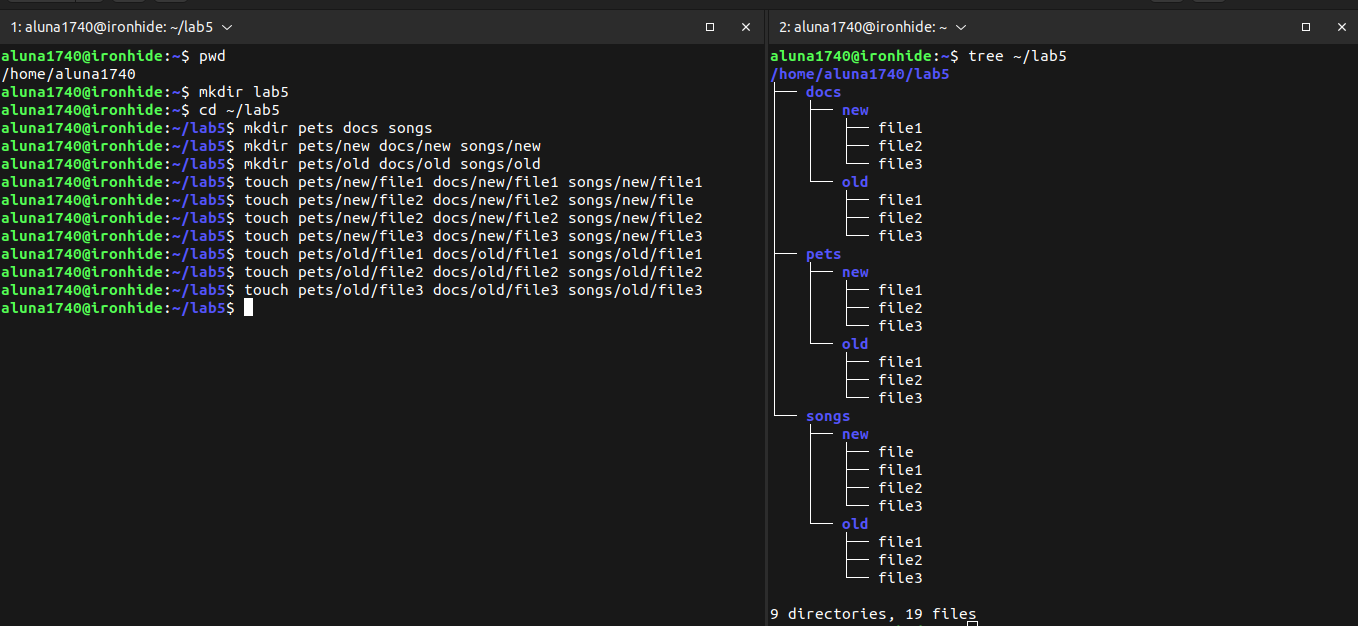 1: aluna1740@ironhide: ~/lab5
aluna1740@ironhide:~$ pwd
/home/aluna1740
aluna1740@ironhide:~$ mkdir lab5
aluna1740@ironhide:~$ cd ~/lab5
aluna1740@ironhide:~/lab5$ mkdir pets docs songs
aluna1740@ironhide:~/lab5$ mkdir pets/new docs/new songs/new
aluna1740@ironhide:~/lab5$ mkdir pets/old docs/old songs/old
aluna1740@ironhide:~/lab5$ touch pets/new/file1 docs/new/file1 songs/new/file1
aluna1740@ironhide:~/lab5$ touch pets/new/file2 docs/new/file2 songs/new/file
aluna1740@ironhide:~/lab5$ touch pets/new/file2 docs/new/file2 songs/new/file2
aluna1740@ironhide:~/lab5$ touch pets/new/file3 docs/new/file3 songs/new/file3
aluna1740@ironhide:~/lab5$ touch pets/old/file1 docs/old/file1 songs/old/file1
aluna1740@ironhide:~/lab5$ touch pets/old/file2 docs/old/file2 songs/old/file2
aluna1740@ironhide:~/lab5$ touch pets/old/file3 docs/old/file3 songs/old/file3
aluna1740@ironhide:~/lab5$
2: aluna1740@ironhide: ~
aluna1740@ironhide:~$ tree ~/lab5
/home/aluna1740/lab5
├── docs
│   ├── new
│   │   ├── file1
│   │   ├── file2
│   │   └── file3
│   └── old
│       ├── file1
│       ├── file2
│       └── file3
├── pets
│   ├── new
│   │   ├── file1
│   │   ├── file2
│   │   └── file3
│   └── old
│       ├── file1
│       ├── file2
│       └── file3
└── songs
    ├── new
    │   ├── file
    │   ├── file1
    │   ├── file2
    │   └── file3
    └── old
        ├── file1
        ├── file2
        └── file3
9 directories, 19 files